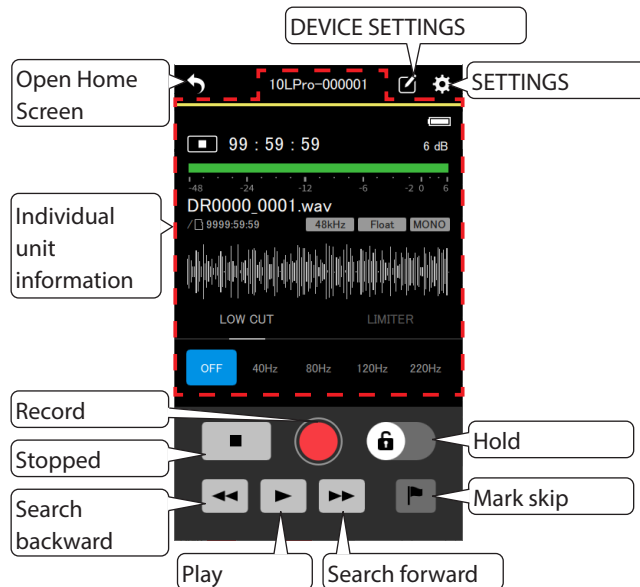 DEVICE SETTINGS
Open Home
Screen
10LPro-000001
SETTINGS
99 : 59 : 59
6 dB
-48 -24 -12 -6 -2 0 6
DR0000_0001.wav
/ 9999:59:59 48kHz Float MONO
Individual
unit
information
LOW CUT LIMITER
OFF 40Hz 80Hz 120Hz 220Hz
Record
Hold
Stopped
Search
backward
Mark skip
Play
Search forward